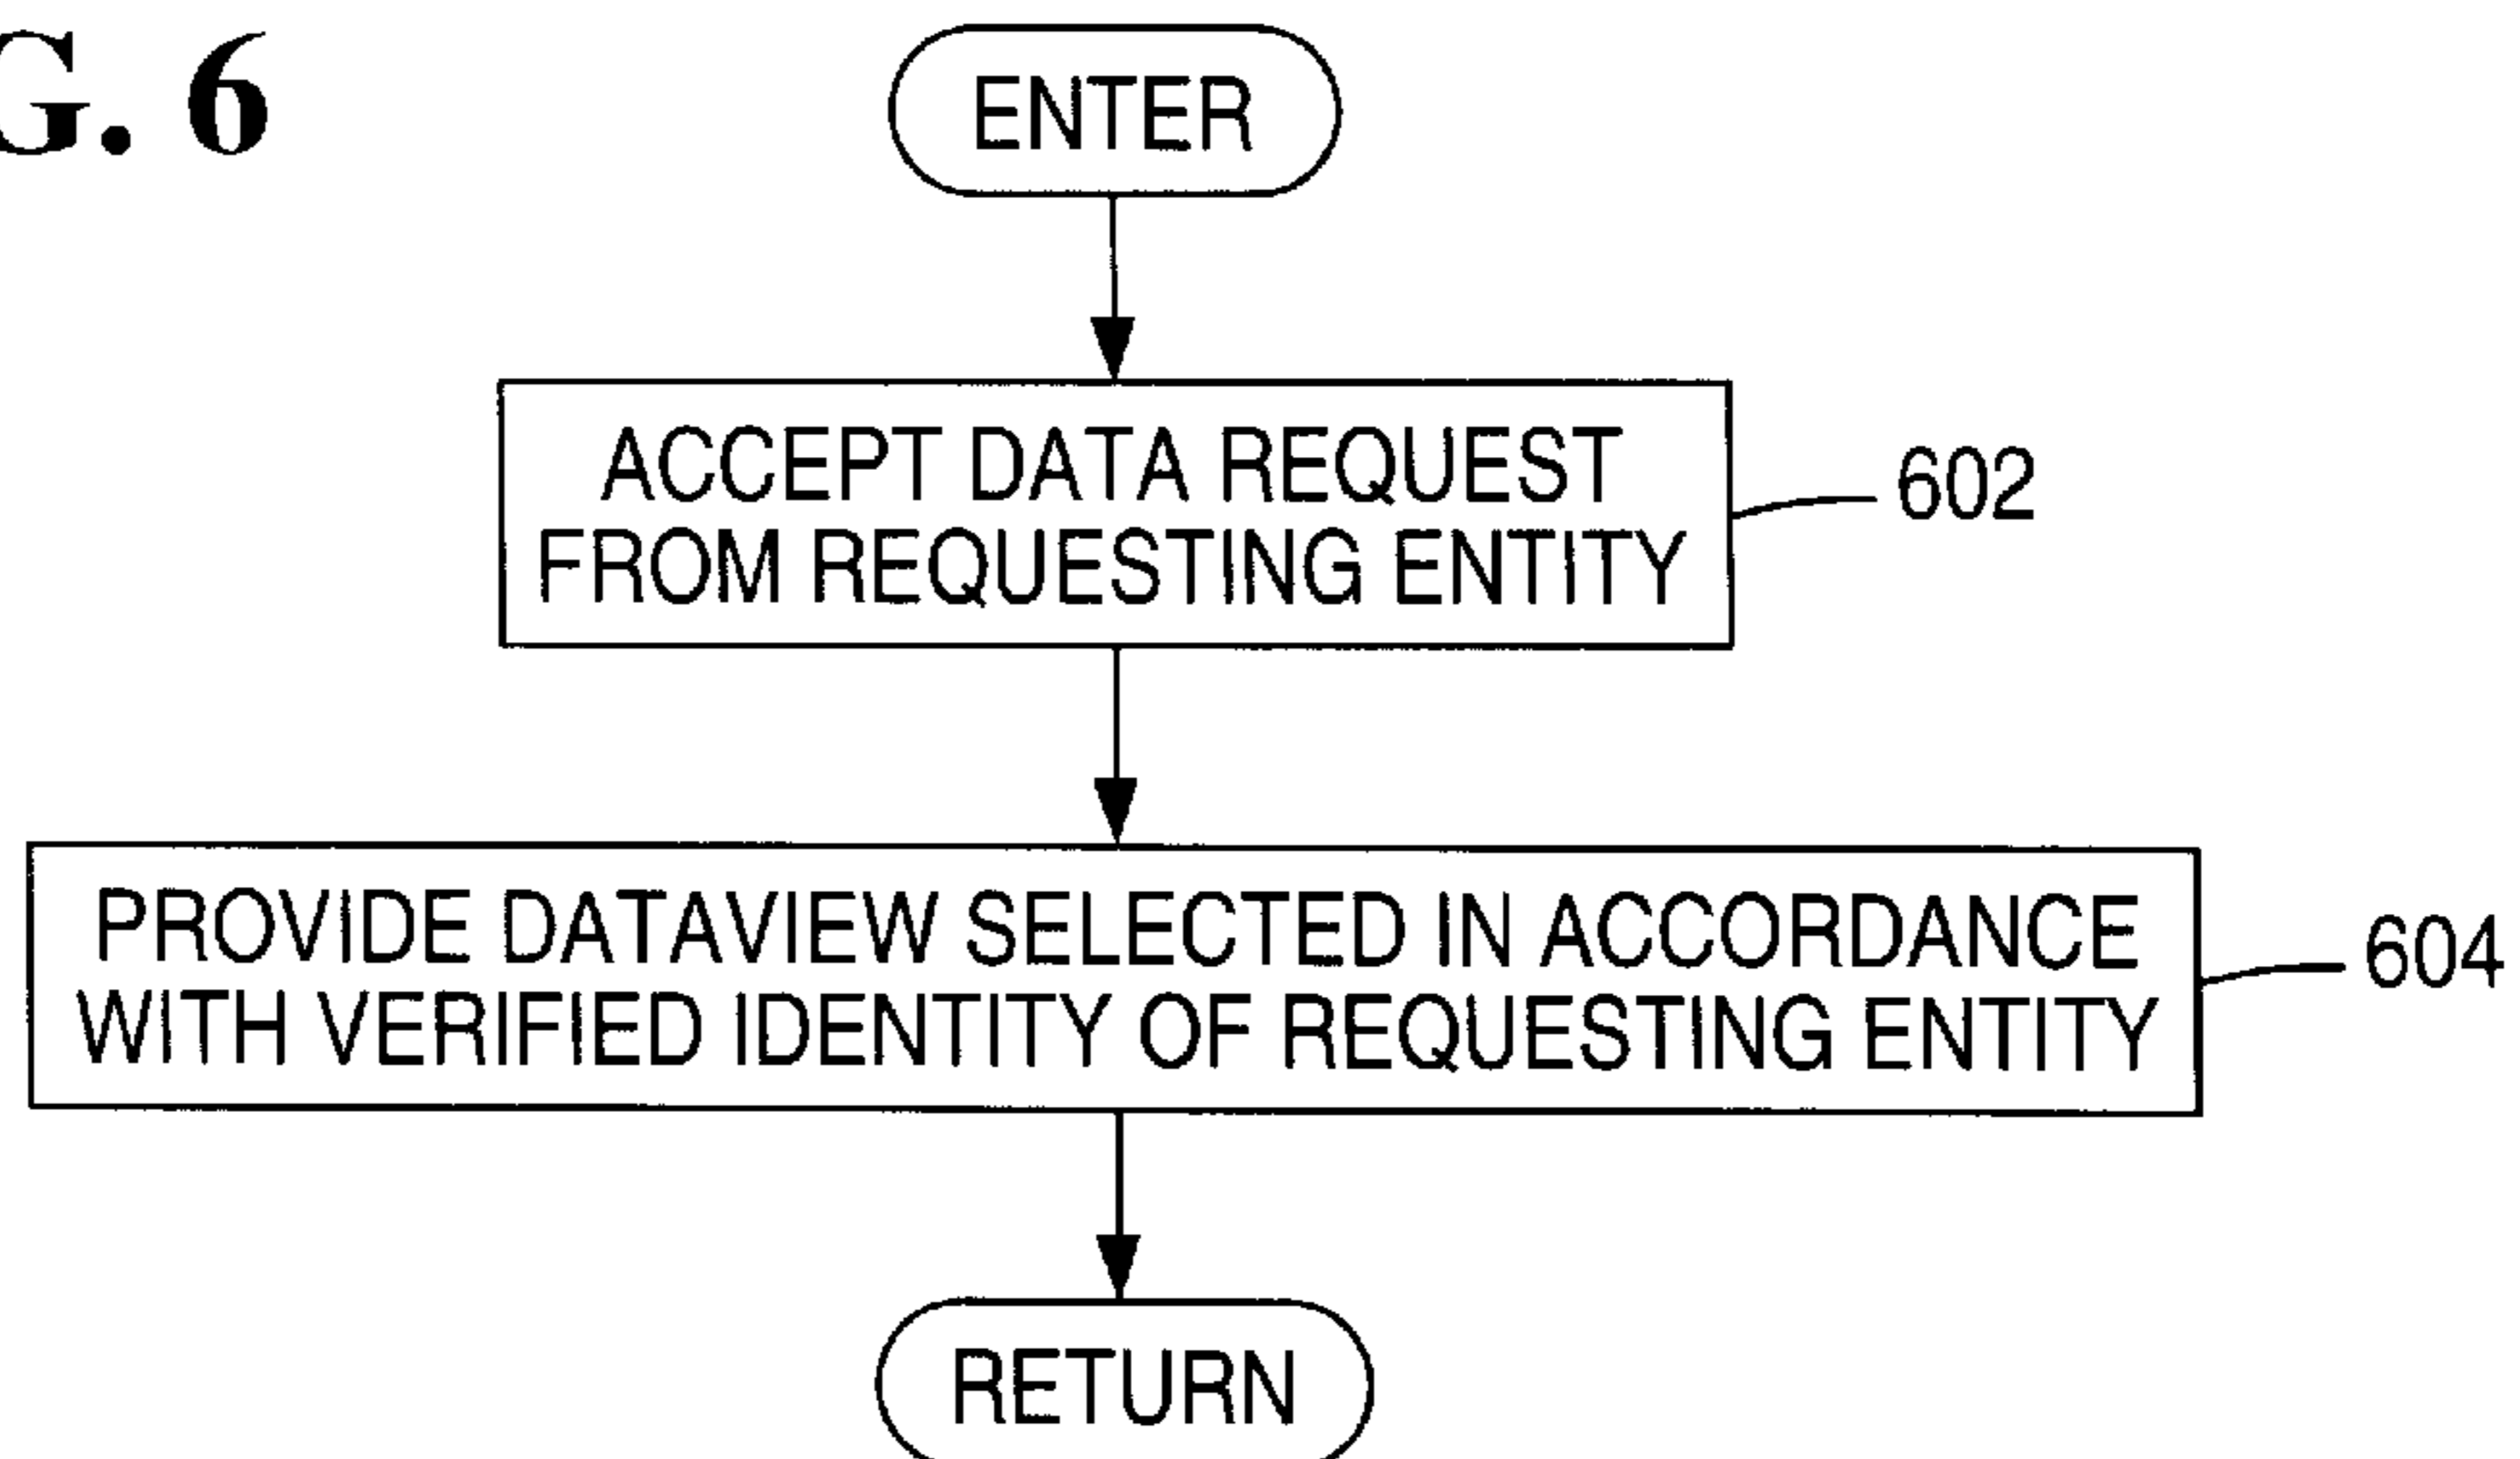 G. 6
ENTER
ACCEPT DATA REQUEST
FROM REQUESTING ENTITY
602
PROVIDE DATAVIEW SELECTED IN ACCORDANCE
WITH VERIFIED IDENTITY OF REQUESTING ENTITY
604
RETURN